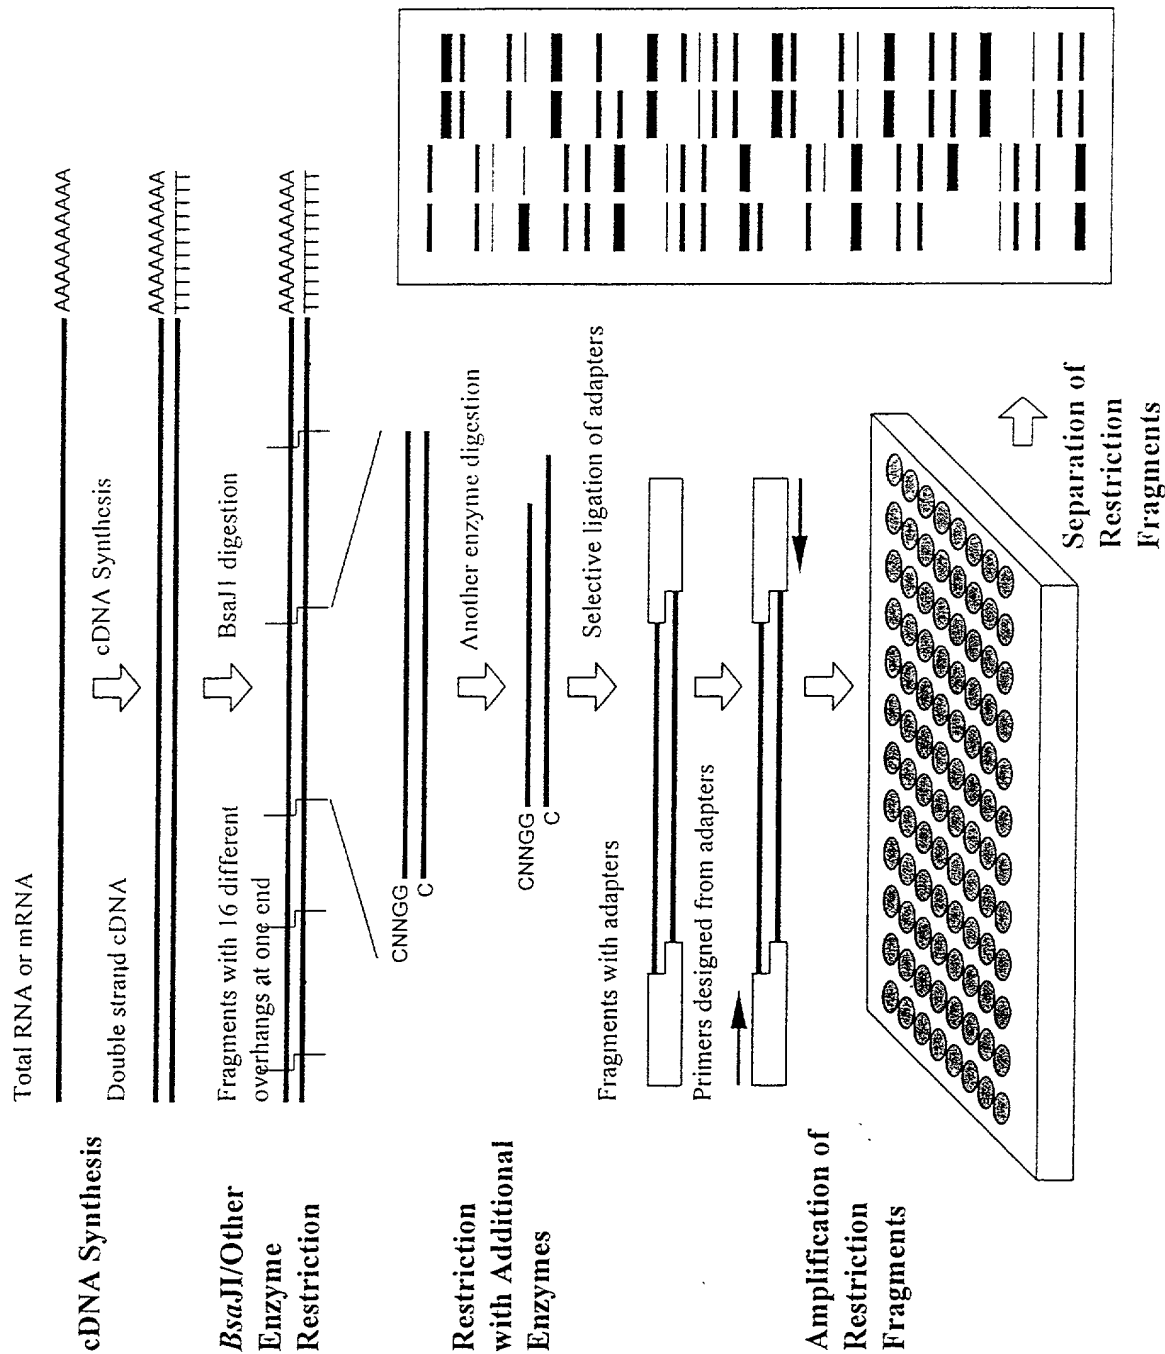 Total RNA or mRNA
AAAAAAAAAA
cDNA Synthesis
cDNA Synthesis
Double strand cDNA
AAAAAAAAAA
TTTTTTTTTT
BsaJI/Other
Enzyme
Restriction
Fragments with 16 different
overhangs at one end
BsaJ1 digestion
AAAAAAAAAA
TTTTTTTTTT
CNNGG
C
Restriction
with Additional
Enzymes
Another enzyme digestion
CNNGG
C
Selective ligation of adapters
Fragments with adapters
Primers designed from adapters
Amplification of
Restriction
Fragments
Separation of
Restriction
Fragments